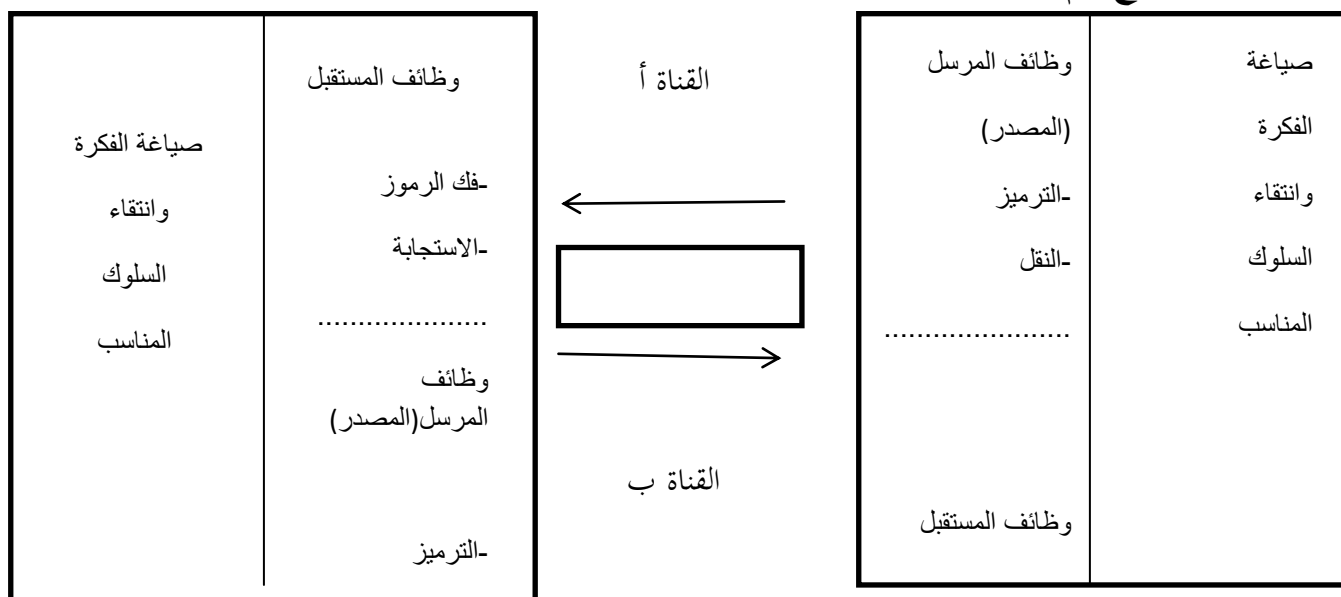 صياغة
الفكرة
وانتقاء
السلوك
المناسب
وظائف المرسل
(المصدر)
-الترميز
-النقل
.......................
وظائف المستقبل
القناة أ
القناة ب
وظائف المستقبل
-فك الرموز
-الاستجابة
.....................
وظائف
المرسل(المصدر)
-الترميز
صياغة الفكرة
وانتقاء
السلوك
المناسب